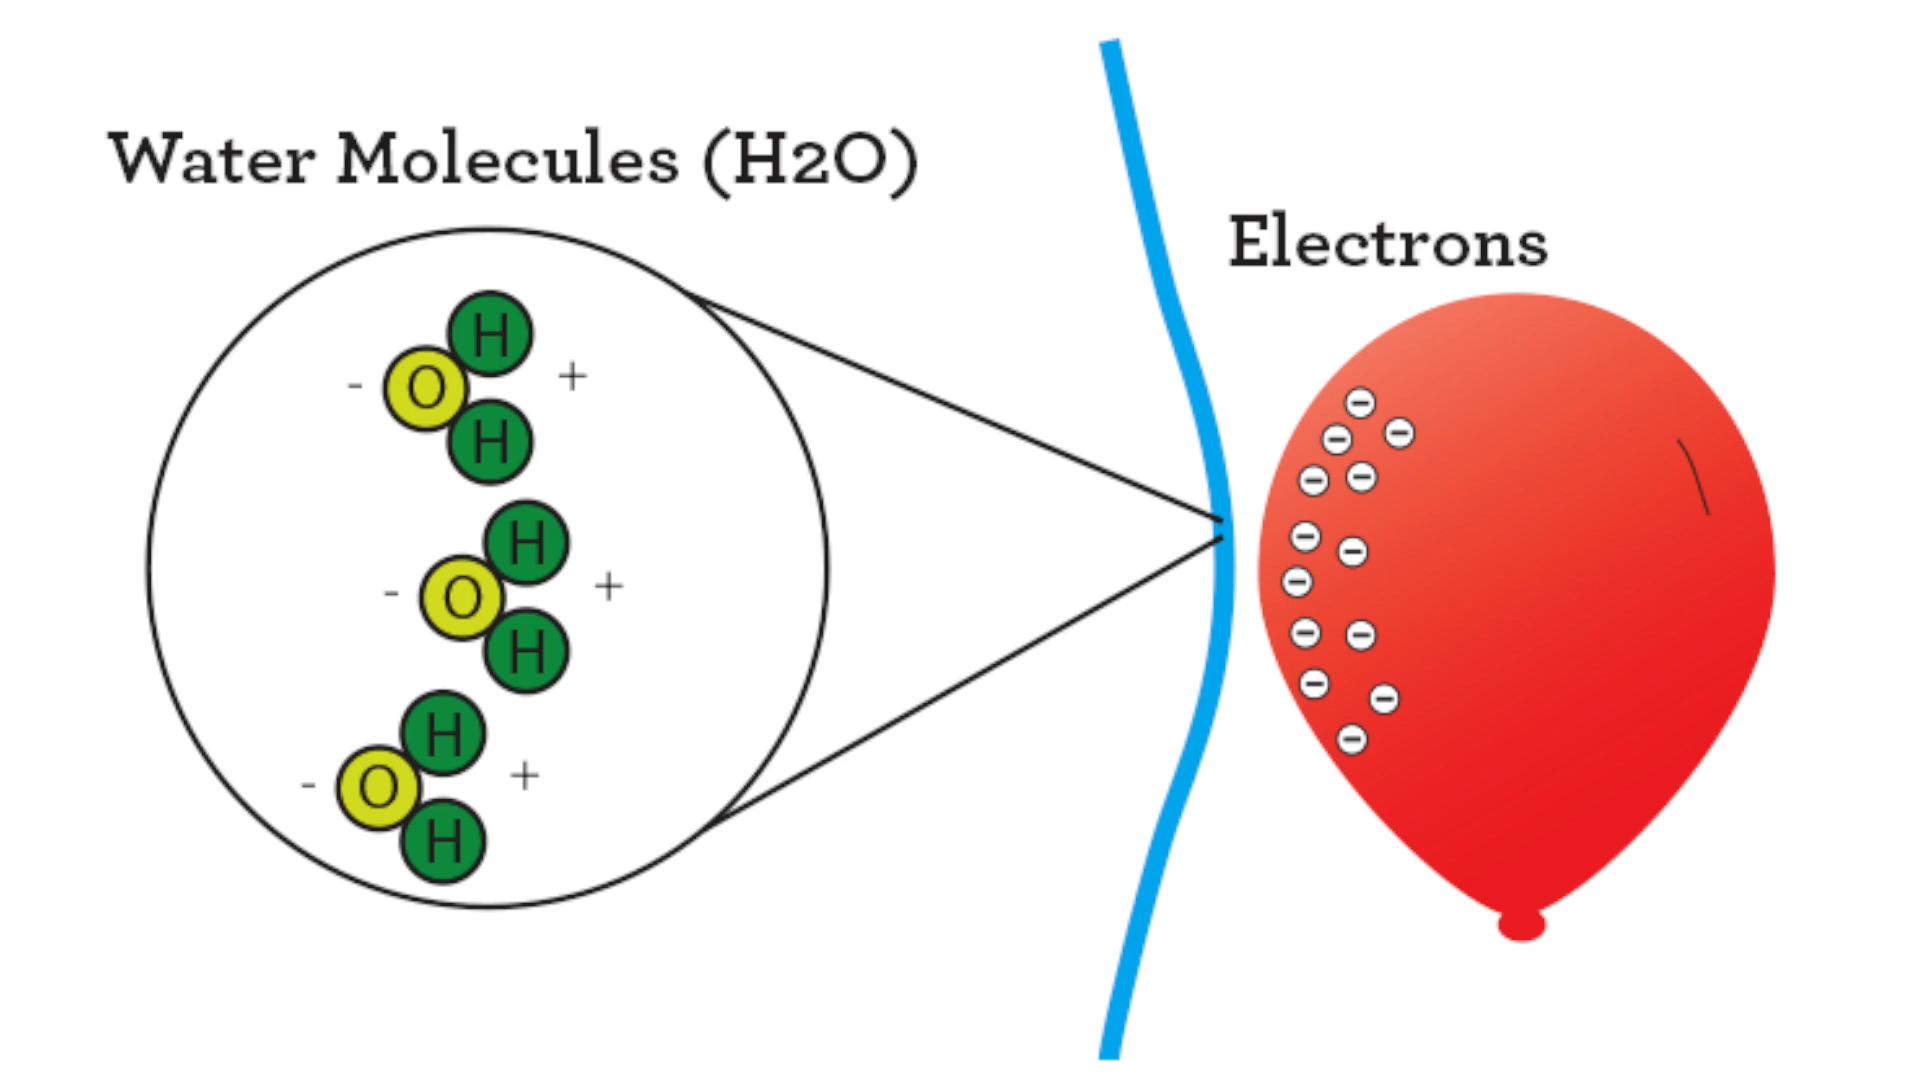 Water Molecules (H2O)
Electrons
H
- O +
H
H
- O +
H
H
- O +
H